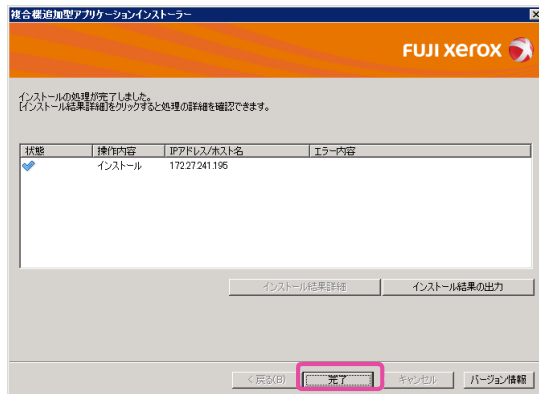 複合機追加型アプリケーションインストーラー
FUJI xerox
インストールの処理が完了しました。
[インストール結果詳細]をクリックすると処理の詳細を確認できます。
状態 操作内容 IPアドレス/ホスト名 エラー内容
インストール 172.27.241.195
インストール結果詳細 インストール結果の出力
< 戻る(B) 完了 キャンセル バージョン情報